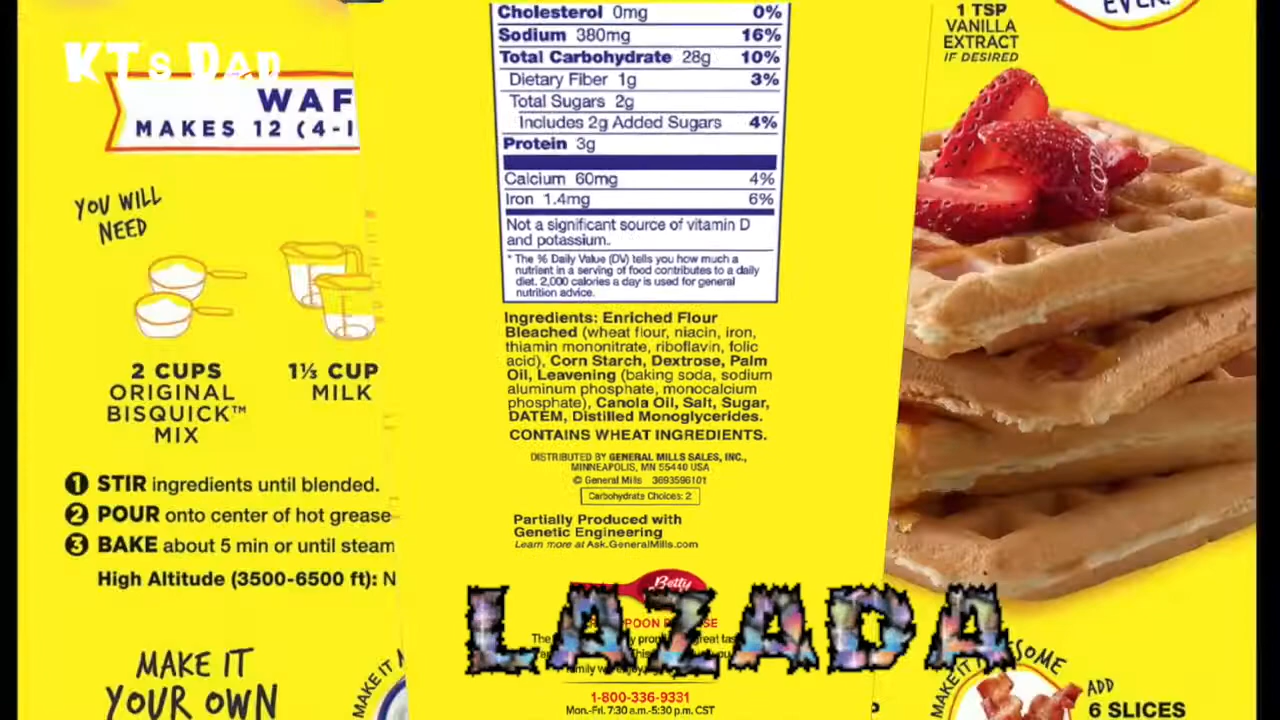 KTs Dad
WAF
MAKES 12 (4-I
YOU WILL
NEED
2 CUPS
ORIGINAL
BISQUICK™
MIX
1½ CUP
MILK
1 STIR ingredients until blended.
2 POUR onto center of hot grease
3 BAKE about 5 min or until steam
High Altitude (3500-6500 ft): N
MAKE IT
YOUR OWN
MAKE IT A
Cholesterol 0mg 0%
Sodium 380mg 16%
Total Carbohydrate 28g 10%
Dietary Fiber 1g 3%
Total Sugars 2g
Includes 2g Added Sugars 4%
Protein 3g
Calcium 60mg 4%
Iron 1.4mg 6%
Not a significant source of vitamin D
and potassium.
* The % Daily Value (DV) tells you how much a
nutrient in a serving of food contributes to a daily
diet. 2,000 calories a day is used for general
nutrition advice.
Ingredients: Enriched Flour
Bleached (wheat flour, niacin, iron,
thiamin mononitrate, riboflavin, folic
acid), Corn Starch, Dextrose, Palm
Oil, Leavening (baking soda, sodium
aluminum phosphate, monocalcium
phosphate), Canola Oil, Salt, Sugar,
DATEM, Distilled Monoglycerides.
CONTAINS WHEAT INGREDIENTS.
DISTRIBUTED BY GENERAL MILLS SALES, INC.,
MINNEAPOLIS, MN 55440 USA
© General Mills 3693596101
Carbohydrate Choices: 2
Partially Produced with
Genetic Engineering
Learn more at Ask.GeneralMills.com
Betty
LAZADA
The
1-800-336-9331
Mon.-Fri. 7:30 a.m.-5:30 p.m. CST
EVER!
1 TSP
VANILLA
EXTRACT
IF DESIRED
MAKE IT
ADD
6 SLICES